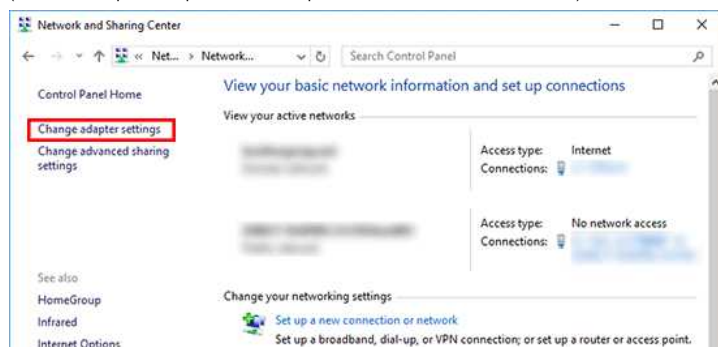 Network and Sharing Center
« Net... > Network...
Search Control Panel
Control Panel Home
Change adapter settings
Change advanced sharing
settings
See also
HomeGroup
Infrared
Internet Options
View your basic network information and set up connections
View your active networks
Access type: Internet
Connections:
Access type: No network access
Connections:
Change your networking settings
Set up a new connection or network
Set up a broadband, dial-up, or VPN connection; or set up a router or access point.